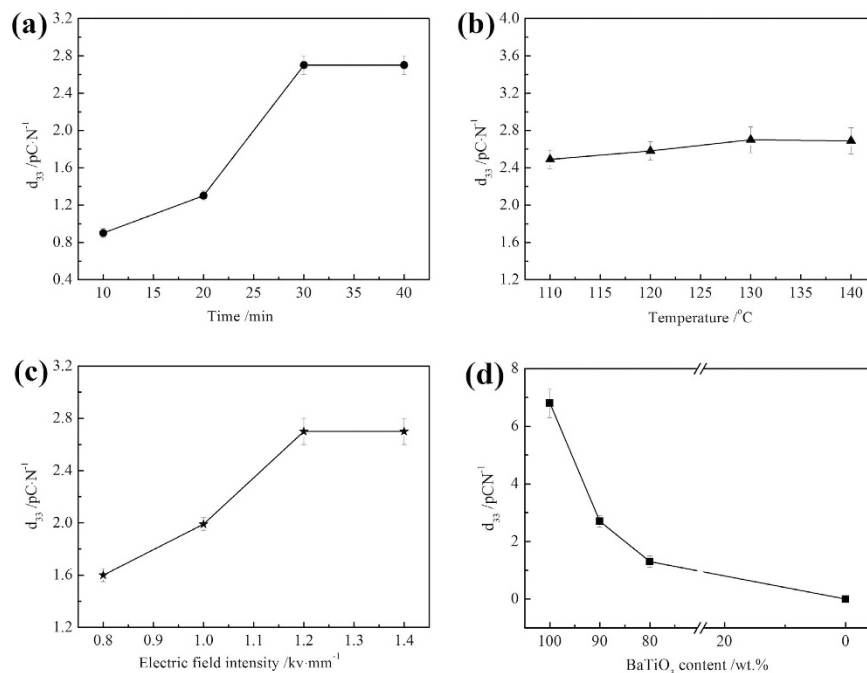 (a)
3.2
2.8
2.4
2.0
1.6
1.2
0.8
0.4
d33 /pC·N-1
10 15 20 25 30 35 40
Time /min
(b)
4.0
3.6
3.2
2.8
2.4
2.0
1.6
1.2
d33 /pC·N-1
110 115 120 125 130 135 140
Temperature /oC
(c)
3.2
2.8
2.4
2.0
1.6
1.2
d33 /pC·N-1
0.8 0.9 1.0 1.1 1.2 1.3 1.4
Electric field intensity /kv·mm-1
(d)
8
6
4
2
0
d33 /pCN-1
100 90 80 20 0
BaTiO3 content /wt.%